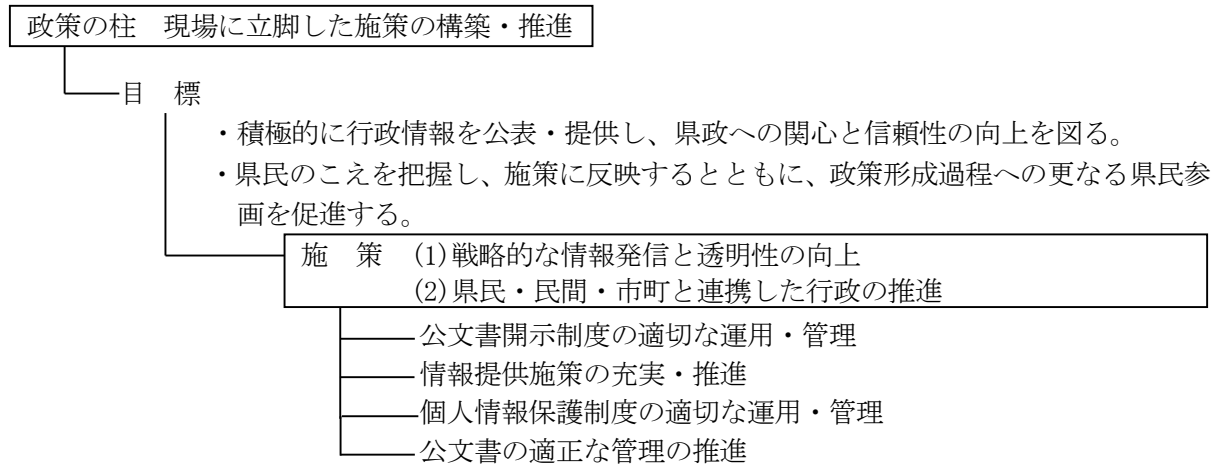 政策の柱　現場に立脚した施策の構築・推進
目　標
・積極的に行政情報を公表・提供し、県政への関心と信頼性の向上を図る。
・県民のこえを把握し、施策に反映するとともに、政策形成過程への更なる県民参
画を促進する。
施　策　(1)戦略的な情報発信と透明性の向上
(2)県民・民間・市町と連携した行政の推進
公文書開示制度の適切な運用・管理
情報提供施策の充実・推進
個人情報保護制度の適切な運用・管理
公文書の適正な管理の推進